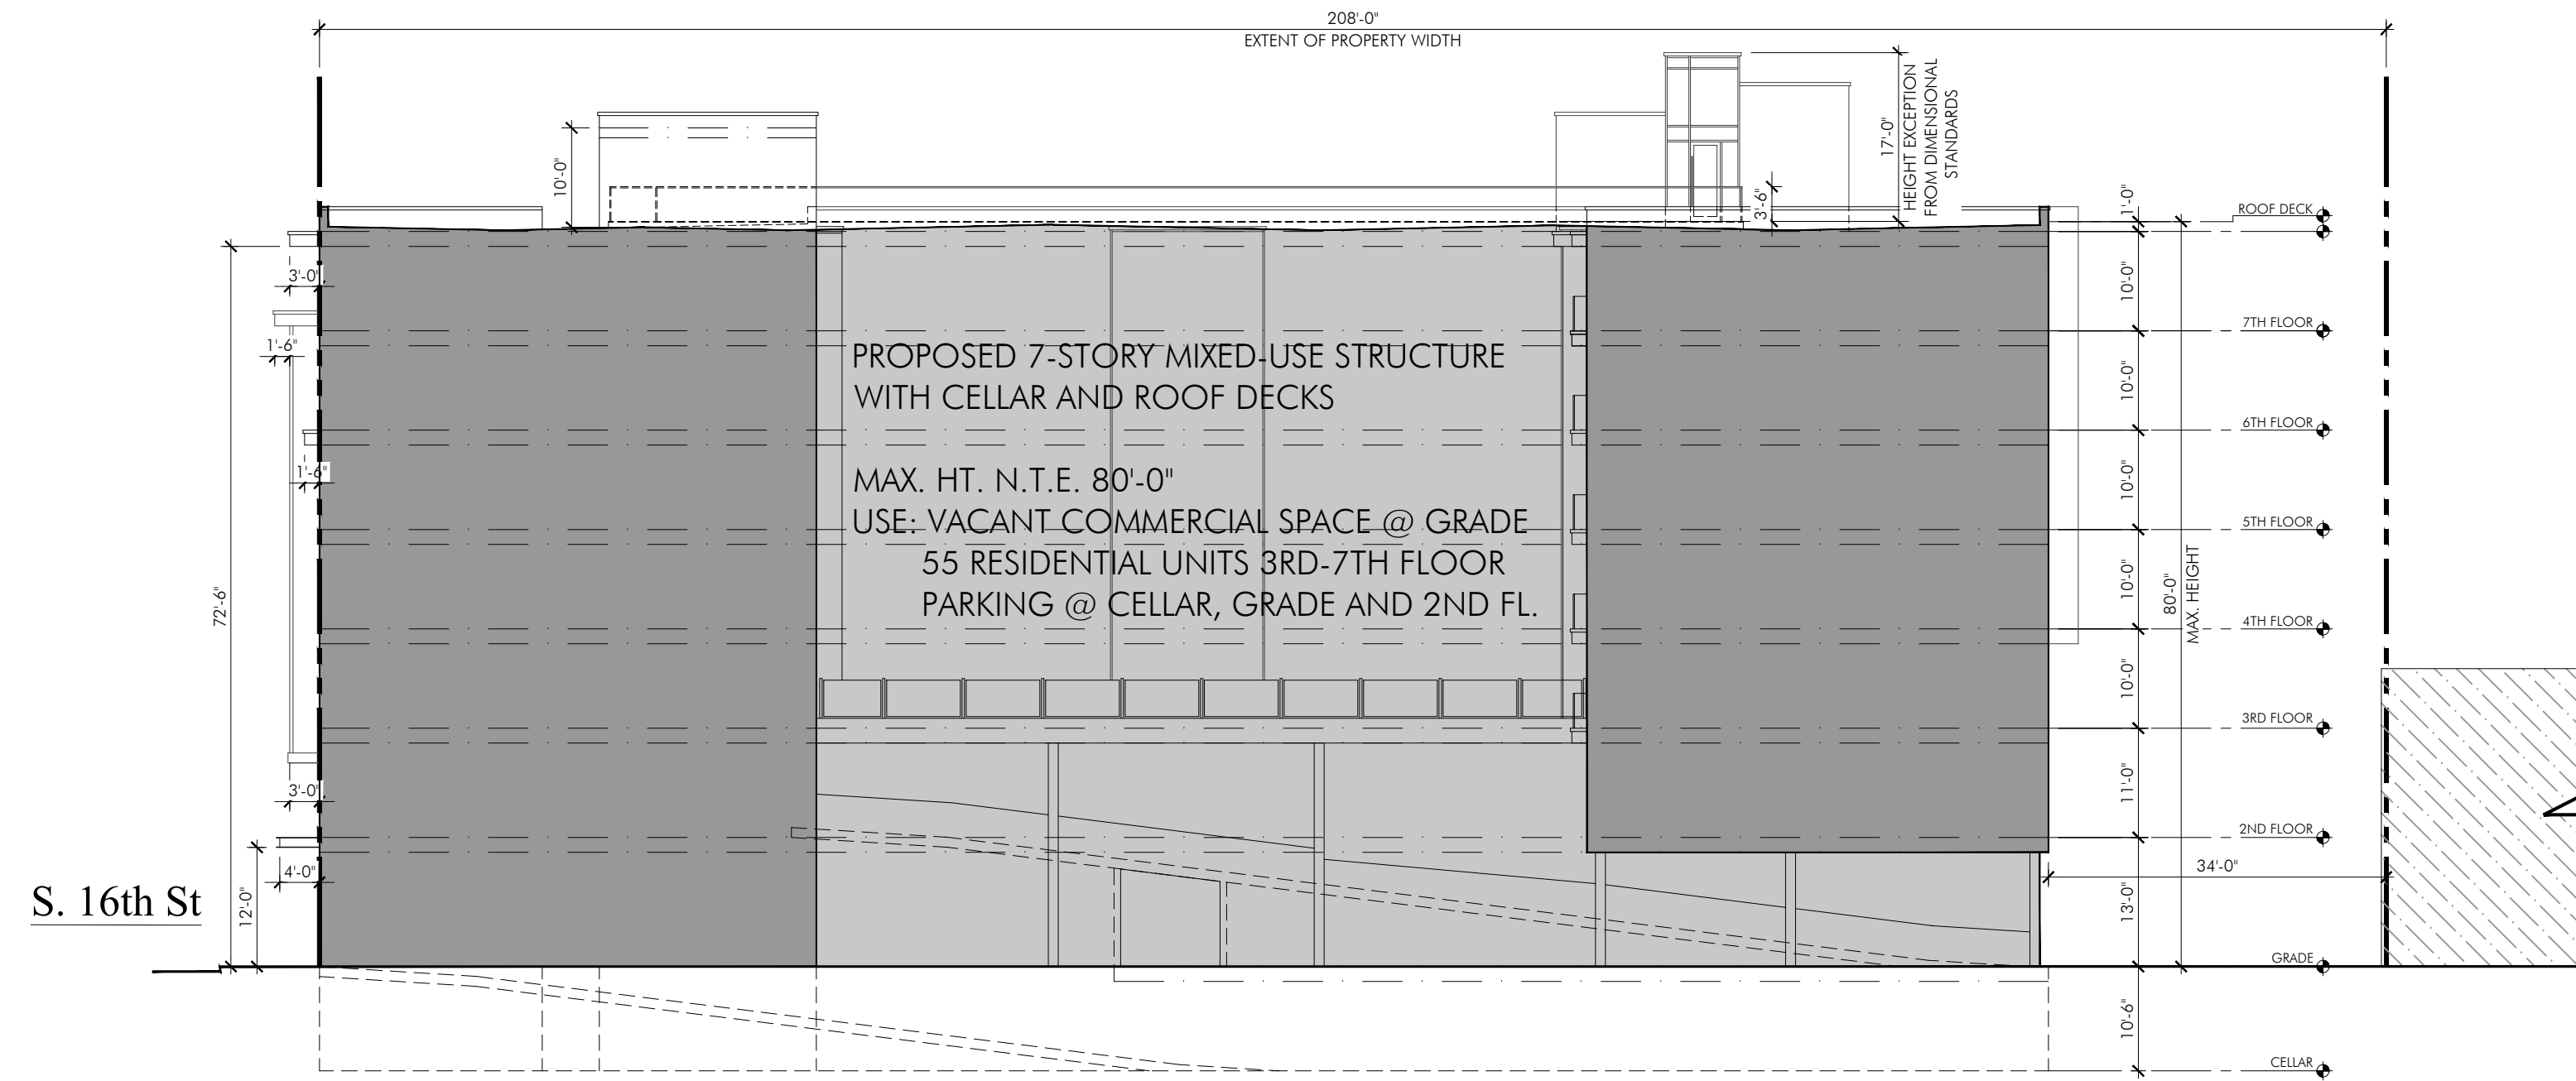 208'-0"
EXTENT OF PROPERTY WIDTH
10'-0"
17'-0"
HEIGHT EXCEPTION
FROM DIMENSIONAL
STANDARDS
3'-6"
1'-0"
ROOF DECK
3'-0"
10'-0"
1'-6"
7TH FLOOR
PROPOSED 7-STORY MIXED-USE STRUCTURE
WITH CELLAR AND ROOF DECKS
10'-0"
6TH FLOOR
1'-6"
MAX. HT. N.T.E. 80'-0"
10'-0"
USE: VACANT COMMERCIAL SPACE @ GRADE
5TH FLOOR
55 RESIDENTIAL UNITS 3RD-7TH FLOOR
PARKING @ CELLAR, GRADE AND 2ND FL.
72'-6"
10'-0"
80'-0"
MAX. HEIGHT
4TH FLOOR
10'-0"
3RD FLOOR
3'-0"
11'-0"
2ND FLOOR
4'-0"
34'-0"
S. 16th St
12'-0"
13'-0"
GRADE
10'-6"
CELLAR